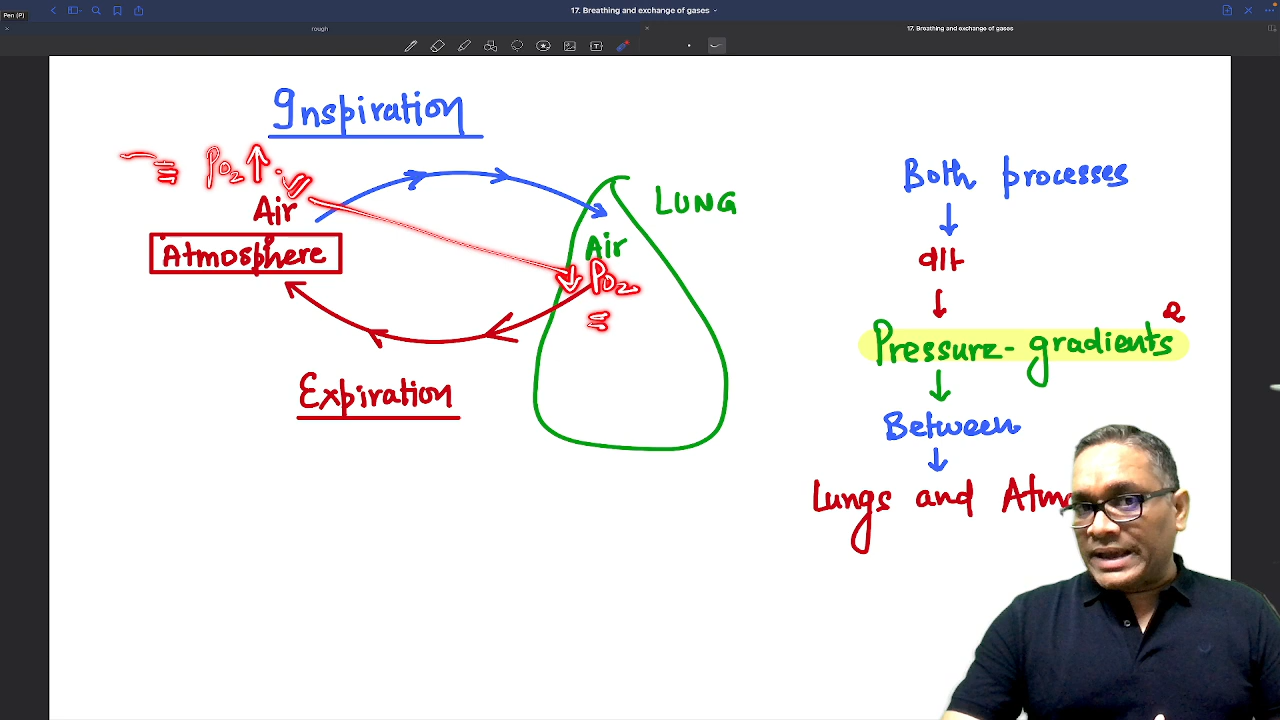 Pen (P)
17. Breathing and exchange of gases
rough
17. Breathing and exchange of gases
Inspiration
PO2 ↑
Air
Atmosphere
LUNG
Air
↓ PO2
Expiration
Both processes
↓
d/t
↓
Pressure-gradients
↓
Between
↓
Lungs and Atm